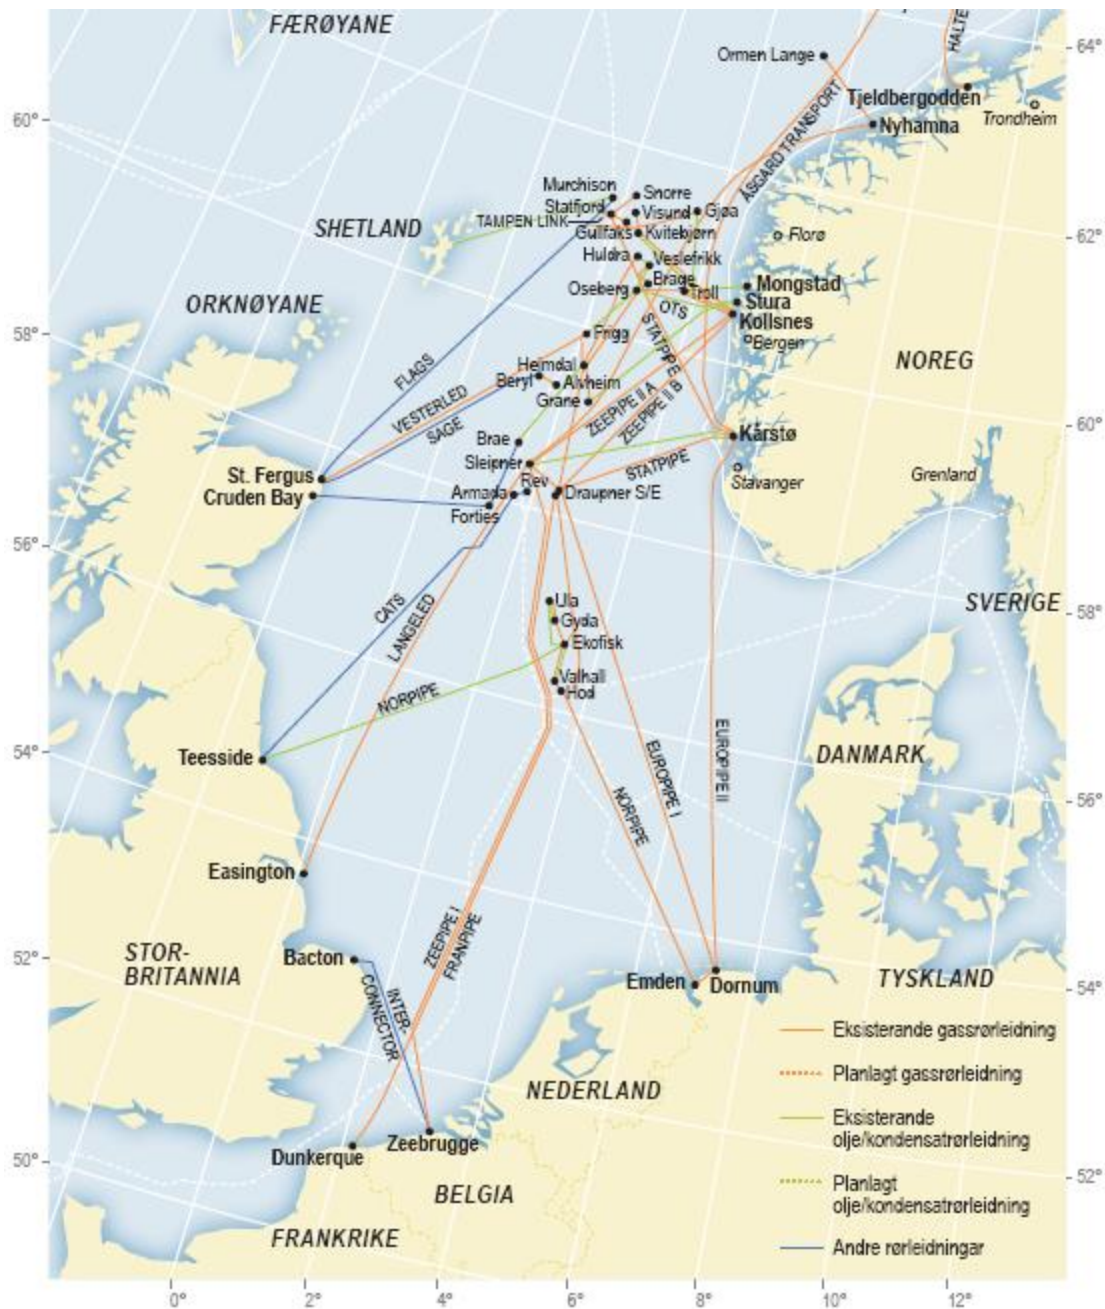 FÆRØYANE
HALTE
64°
Ormen Lange
Tjeldbergodden
Trondheim
Nyhamna
60°
ÅSGARD TRANSPORT
Murchison
Snorre
Statfjord
Visund
Gjøa
TAMPEN LINK
SHETLAND
Gullfaks
Kvitebjørn
Florø
62°
Huldra
Veslefrikk
Brage
Oseberg
Troll
Mongstad
Stura
Kollsnes
Bergen
ORKNØYANE
OTS
STATPIPE
58°
Frigg
NOREG
Heimdal
Beryl
Alvheim
Grane
FLAGS
VESTERLED
SAGE
ZEEPIPE II A
ZEEPIPE II B
60°
Brae
Kårstø
Sleipner
STATPIPE
Stavanger
Grenland
St. Fergus
Cruden Bay
Rev
Armada
Draupner S/E
Forties
56°
CATS
LANGELED
Ula
Gyda
Ekofisk
SVERIGE
58°
Valhall
Hod
NORPIPE
54°
Teesside
DANMARK
EUROPIPE II
EUROPIPE I
NORPIPE
56°
Easington
ZEEPIPE I
FRANPIPE
52°
STOR-
BRITANNIA
Bacton
INTER-
CONNECTOR
Emden
Dornum
TYSKLAND
54°
Eksisterande gassrørleidning
Planlagt gassrørleidning
NEDERLAND
Eksisterande
olje/kondensatrørleidning
50°
Dunkerque
Zeebrugge
BELGIA
Planlagt
olje/kondensatrørleidning
52°
FRANKRIKE
Andre rørleidningar
0°
2°
4°
6°
8°
10°
12°